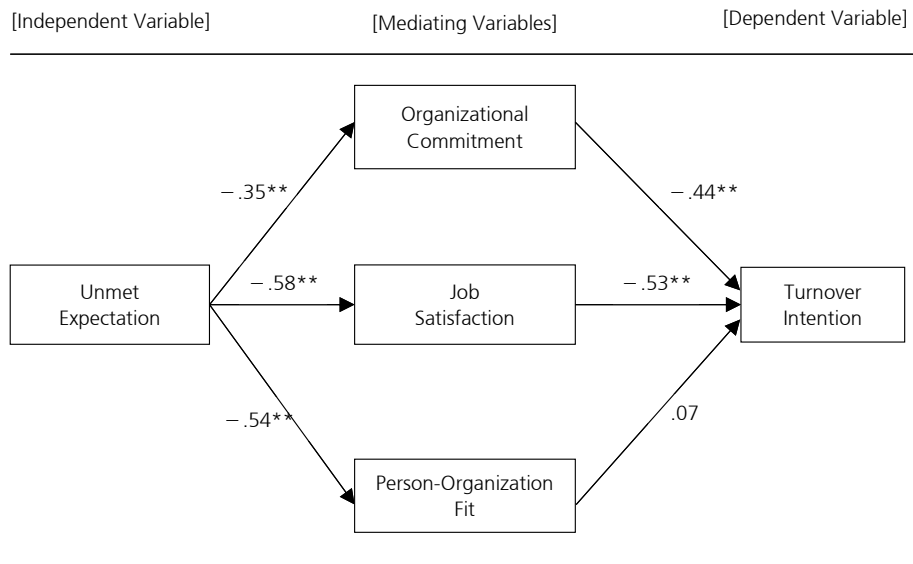 [Independent Variable]
[Mediating Variables]
[Dependent Variable]
Organizational
Commitment
−.35**
−.44**
Unmet
Expectation
−.58**
Job
Satisfaction
−.53**
Turnover
Intention
−.54**
.07
Person-Organization
Fit